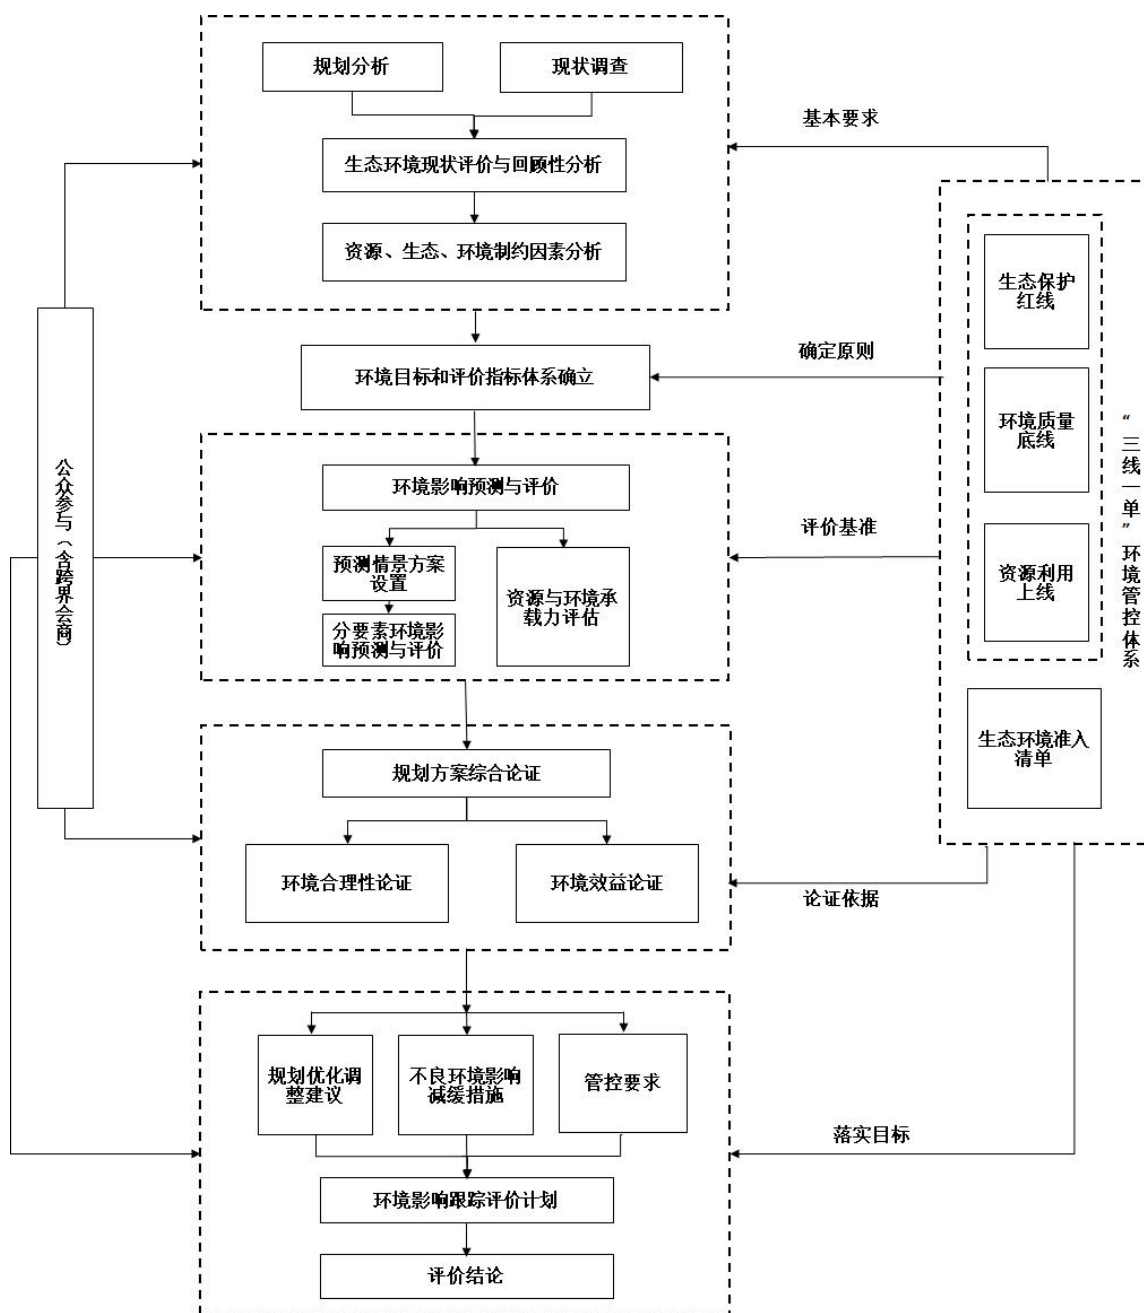 规划分析
现状调查
基本要求
生态环境现状评价与回顾性分析
资源、生态、环境制约因素分析
生态保护
红线
确定原则
环境目标和评价指标体系确立
环境质量
底线
“三线一单”环境管控体系
公众参与（含跨界会商）
环境影响预测与评价
评价基准
预测情景方案
设置
资源与环境承
载力评估
资源利用
上线
分要素环境影
响预测与评价
生态环境准入
清单
规划方案综合论证
环境合理性论证
环境效益论证
论证依据
规划优化调
整建议
不良环境影响
减缓措施
管控要求
落实目标
环境影响跟踪评价计划
评价结论